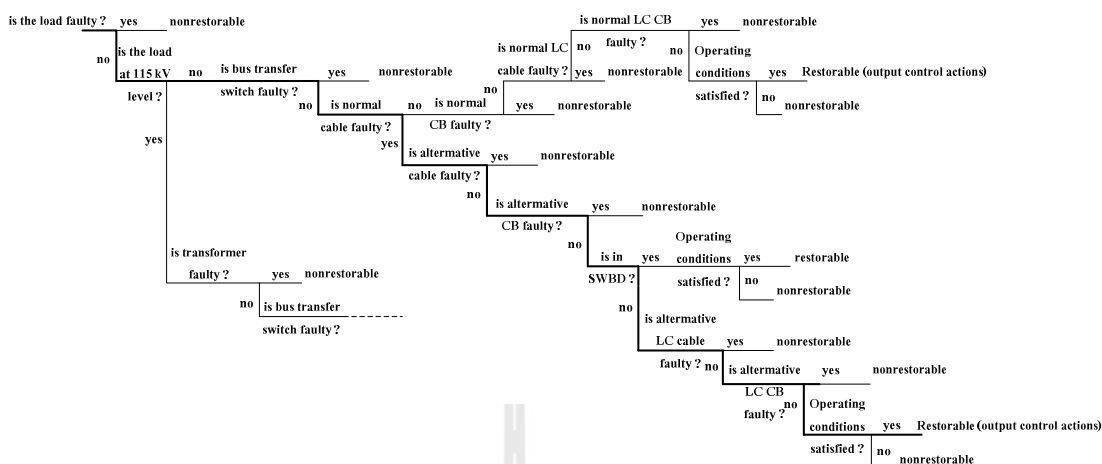 is the load faulty ? yes nonrestorable
no
is the load
at 115 kV
level ?
no
is bus transfer
switch faulty ?
yes nonrestorable
no
is normal
cable faulty ?
no
is normal
CB faulty ?
yes nonrestorable
no
is normal LC
cable faulty ?
yes nonrestorable
no
is normal LC CB
faulty ?
yes nonrestorable
no
Operating
conditions
satisfied ?
yes Restorable (output control actions)
no
nonrestorable
yes
is alternative
cable faulty ?
yes nonrestorable
no
is alternative
CB faulty ?
yes nonrestorable
no
is in
SWBD ?
yes
Operating
conditions
satisfied ?
yes restorable
no
nonrestorable
no
is alternative
LC cable
faulty ?
yes nonrestorable
no
is alternative
LC CB
faulty ?
yes nonrestorable
no
Operating
conditions
satisfied ?
yes Restorable (output control actions)
no
nonrestorable
yes
is transformer
faulty ?
yes nonrestorable
no
is bus transfer
switch faulty ?